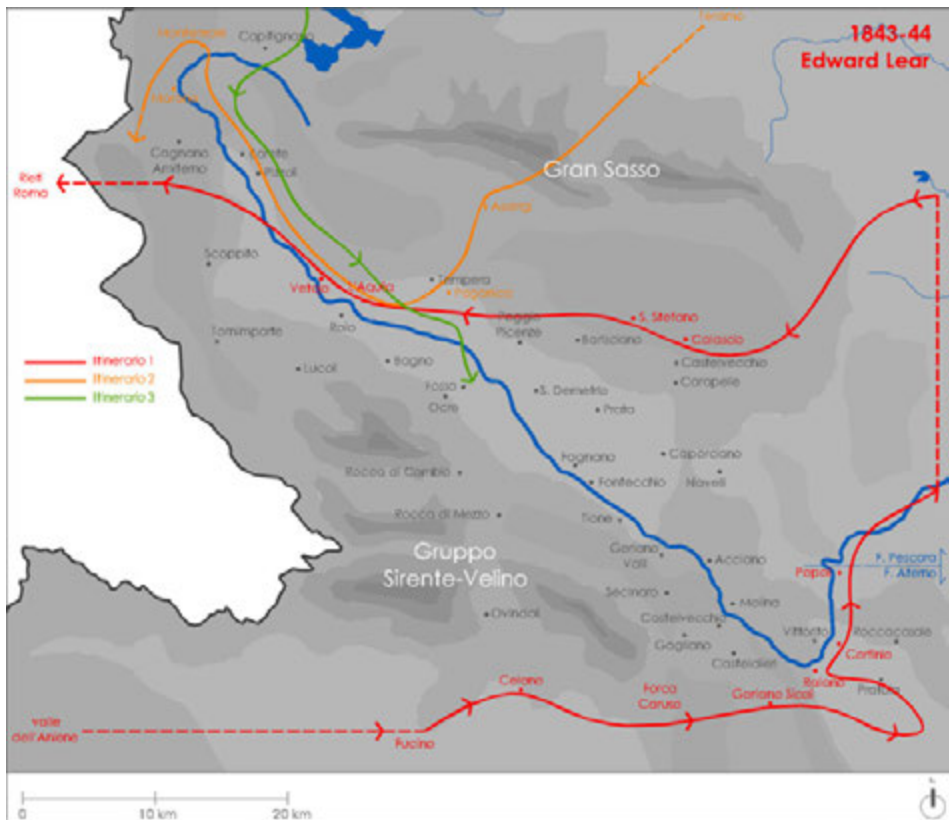 Teramo
1843-44
Edward Lear
Montereale
Capitignano
Marana
Cagnano
Amiterno
Barete
Pizzoli
Gran Sasso
Rieti
Roma
Assergi
Scoppito
Vetoio
L'Aquila
Tempera
Paganica
Tornimparte
Roio
Poggio
Picenze
S. Stefano
Barisciano
Calascio
Castelvecchio
Carapelle
Itinerario 1
Itinerario 2
Itinerario 3
Lucoli
Bagno
Fossa
Ocre
S. Demetrio
Prata
Rocca di Cambio
Fagnano
Fontecchio
Caporciano
Navelli
Rocca di Mezzo
Tione
Gruppo
Sirente-Velino
Goriano
Valli
Acciano
F. Pescara
F. Aterno
Popoli
Secinaro
Molina
Ovindoli
Castelvecchio
Gagliano
Casteldieri
Vittorito
Roccacasale
Corfinio
Raiano
Pratola
Celano
Forca
Caruso
Goriano Sicoli
Valle
dell'Aniene
Fucino
0
10 km
20 km